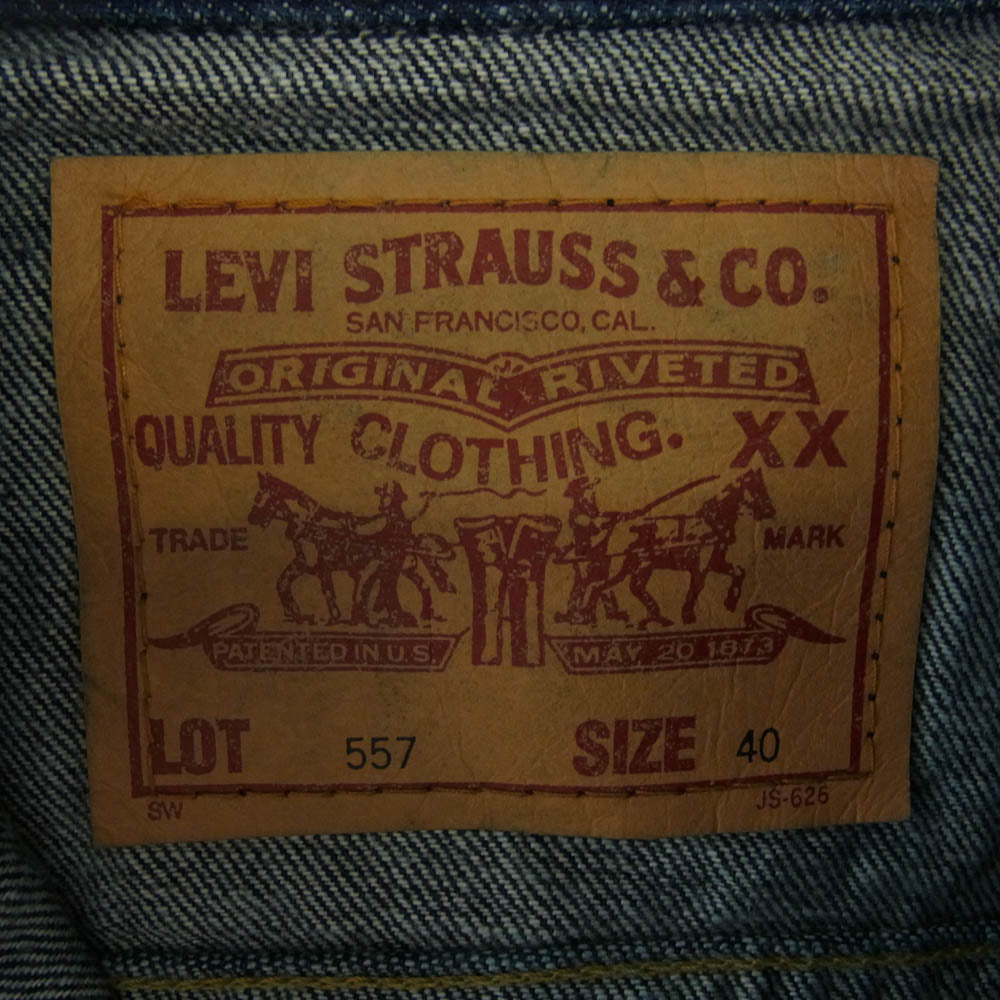 LEVI STRAUSS & CO.
SAN FRANCISCO, CAL.
ORIGINAL RIVETED
QUALITY CLOTHING. XX
TRADE MARK
PATENTED IN U.S. MAY 20 1873
LOT 557 SIZE 40
SW JS-626